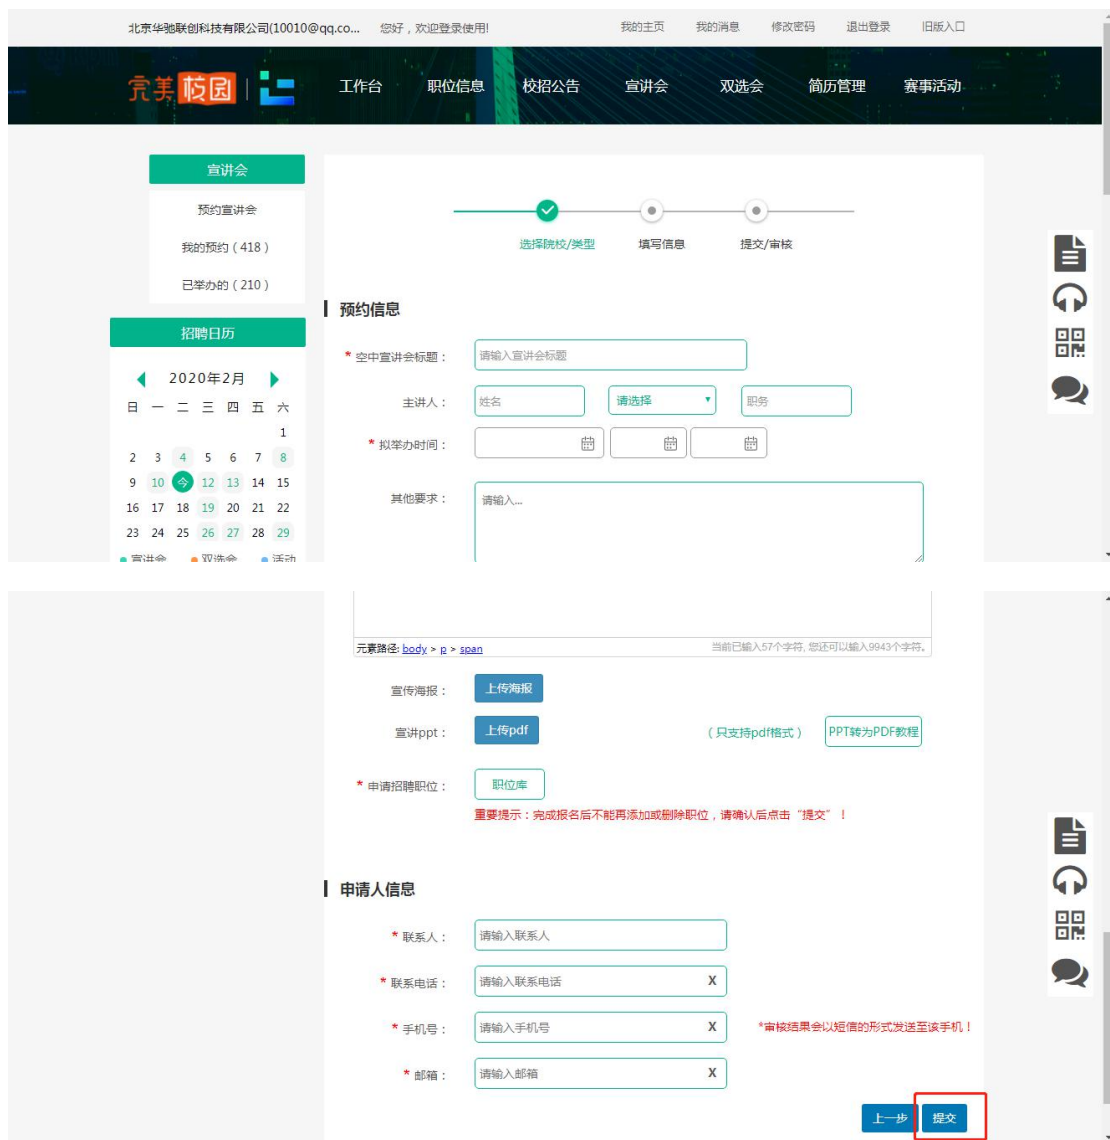 北京华驰联创科技有限公司(10010@qq.co... 您好，欢迎登录使用! 我的主页 我的消息 修改密码 退出登录 旧版入口
完美校园 工作台 职位信息 校招公告 宣讲会 双选会 简历管理 赛事活动
宣讲会
预约宣讲会
我的预约（418）
已举办的（210）
选择院校/类型 填写信息 提交/审核
招聘日历
2020年2月
日 一 二 三 四 五 六
1
2 3 4 5 6 7 8
9 10 今 12 13 14 15
16 17 18 19 20 21 22
23 24 25 26 27 28 29
宣讲会 双选会 活动
预约信息
* 空中宣讲会标题： 请输入宣讲会标题
主讲人： 姓名 请选择 职务
* 拟举办时间：
其他要求： 请输入...
元素路径: body > p > span 当前已输入57个字符, 您还可以输入9943个字符。
宣传海报： 上传海报
宣讲ppt： 上传pdf （只支持pdf格式） PPT转为PDF教程
* 申请招聘职位： 职位库
重要提示：完成报名后不能再添加或删除职位，请确认后点击“提交”！
申请人信息
* 联系人： 请输入联系人
* 联系电话： 请输入联系电话 X
* 手机号： 请输入手机号 X *审核结果会以短信的形式发送至该手机！
* 邮箱： 请输入邮箱 X
上一步 提交